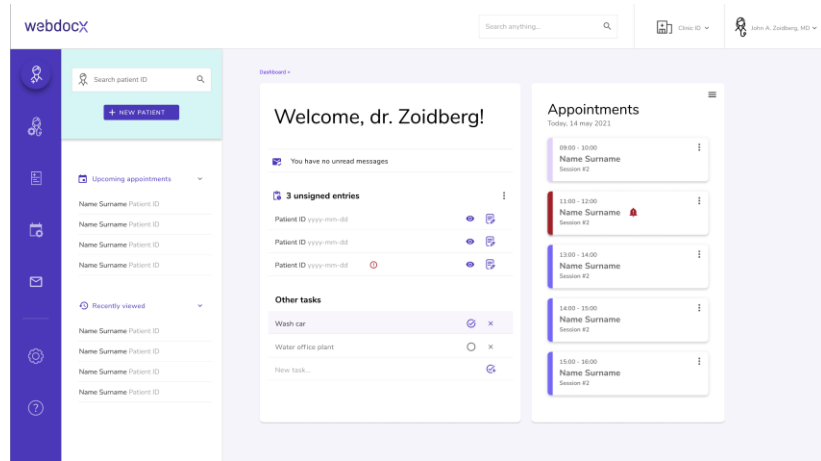 webdocx
Search anything...
Clinic ID
John A. Zoidberg, MD
Search patient ID
+ NEW PATIENT
Upcoming appointments
Name Surname Patient ID
Name Surname Patient ID
Name Surname Patient ID
Name Surname Patient ID
Recently viewed
Name Surname Patient ID
Name Surname Patient ID
Name Surname Patient ID
Name Surname Patient ID
Dashboard >
Welcome, dr. Zoidberg!
You have no unread messages
3 unsigned entries
Patient ID yyyy-mm-dd
Patient ID yyyy-mm-dd
Patient ID yyyy-mm-dd
Other tasks
Wash car
Water office plant
New task...
Appointments
Today, 14 may 2021
09:00 - 10:00
Name Surname
Session #2
11:00 - 12:00
Name Surname
Session #2
13:00 - 14:00
Name Surname
Session #2
14:00 - 15:00
Name Surname
Session #2
15:00 - 16:00
Name Surname
Session #2